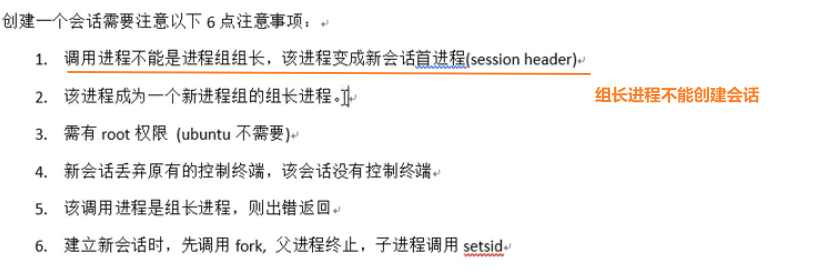 创建一个会话需要注意以下 6 点注意事项：
1. 调用进程不能是进程组组长，该进程变成新会话首进程(session header)
组长进程不能创建会话
2. 该进程成为一个新进程组的组长进程。
3. 需有 root 权限 (ubuntu 不需要)
4. 新会话丢弃原有的控制终端，该会话没有控制终端
5. 该调用进程是组长进程，则出错返回
6. 建立新会话时，先调用 fork, 父进程终止，子进程调用 setsid